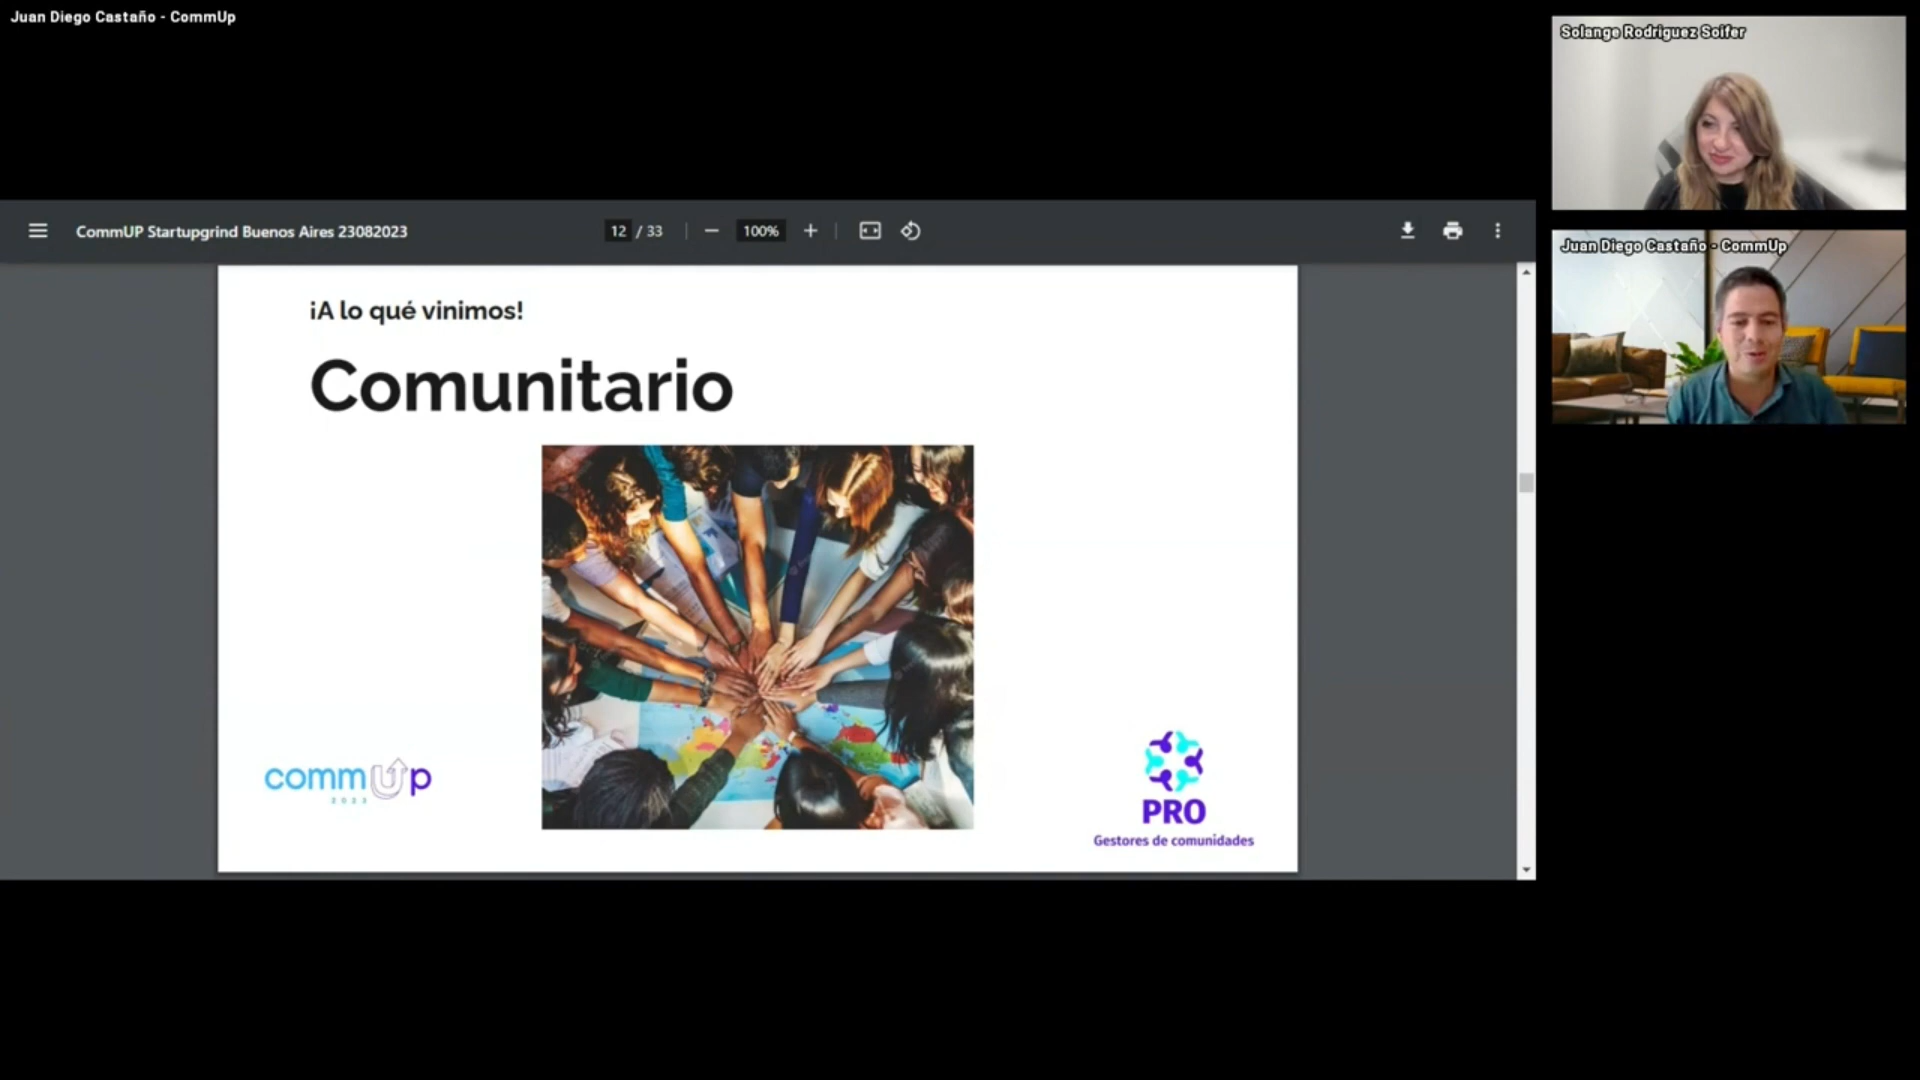 Juan Diego Castaño - CommUp
Solange Rodriguez Soifer
Juan Diego Castaño - CommUp
CommUP Startupgrind Buenos Aires 23082023
12 / 33
100%
¡A lo qué vinimos!
Comunitario
commUp
2023
PRO
Gestores de comunidades